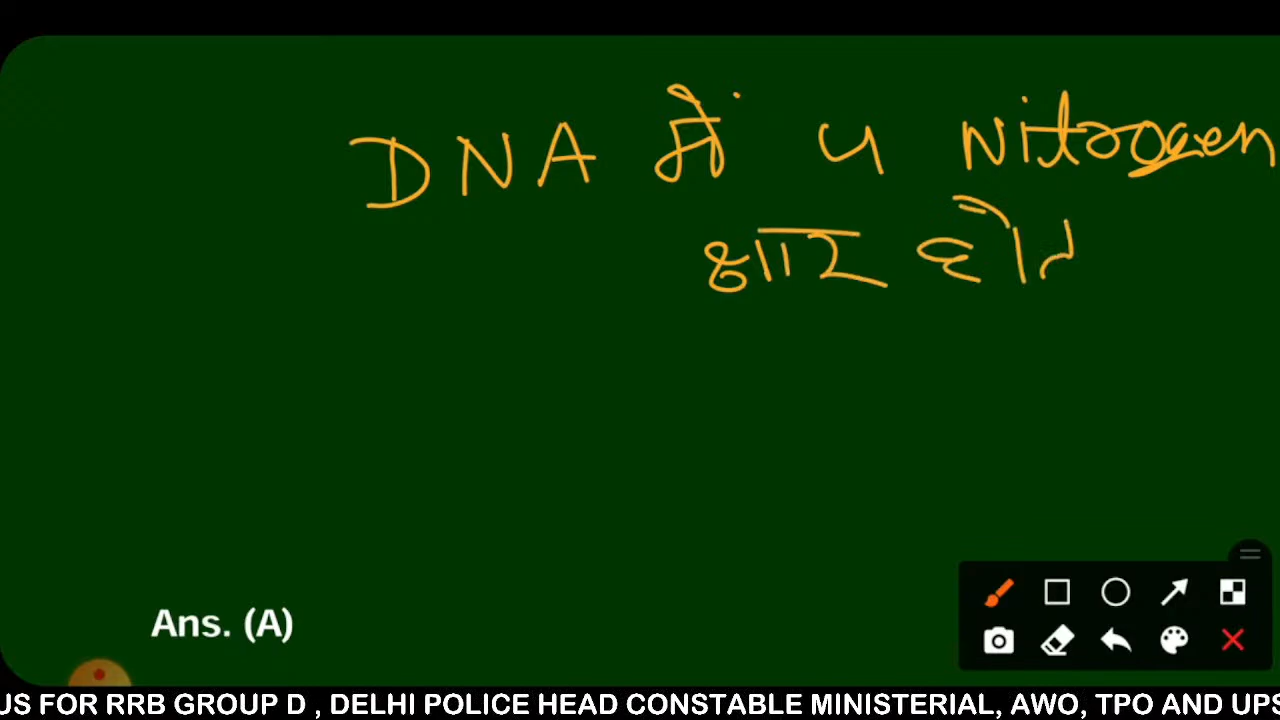 DNA में 4 Nitrogen
क्षार होत
Ans. (A)
US FOR RRB GROUP D , DELHI POLICE HEAD CONSTABLE MINISTERIAL, AWO, TPO AND UPS